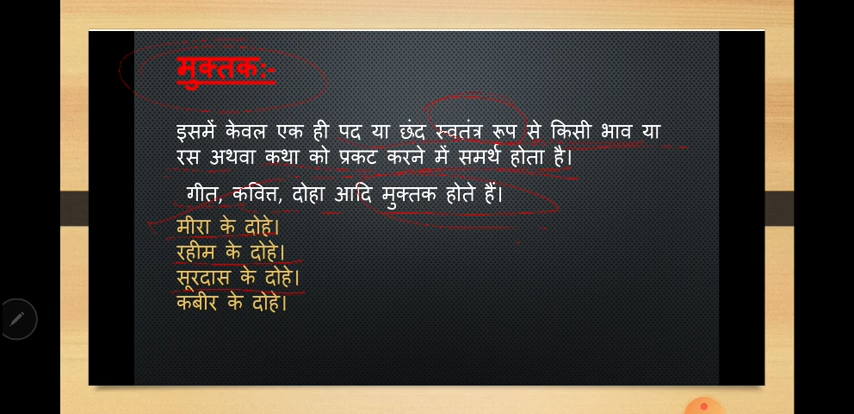 मुक्तक:-
इसमें केवल एक ही पद या छंद स्वतंत्र रूप से किसी भाव या
रस अथवा कथा को प्रकट करने में समर्थ होता है।
गीत, कवित्त, दोहा आदि मुक्तक होते हैं।
मीरा के दोहे।
रहीम के दोहे।
सूरदास के दोहे।
कबीर के दोहे।